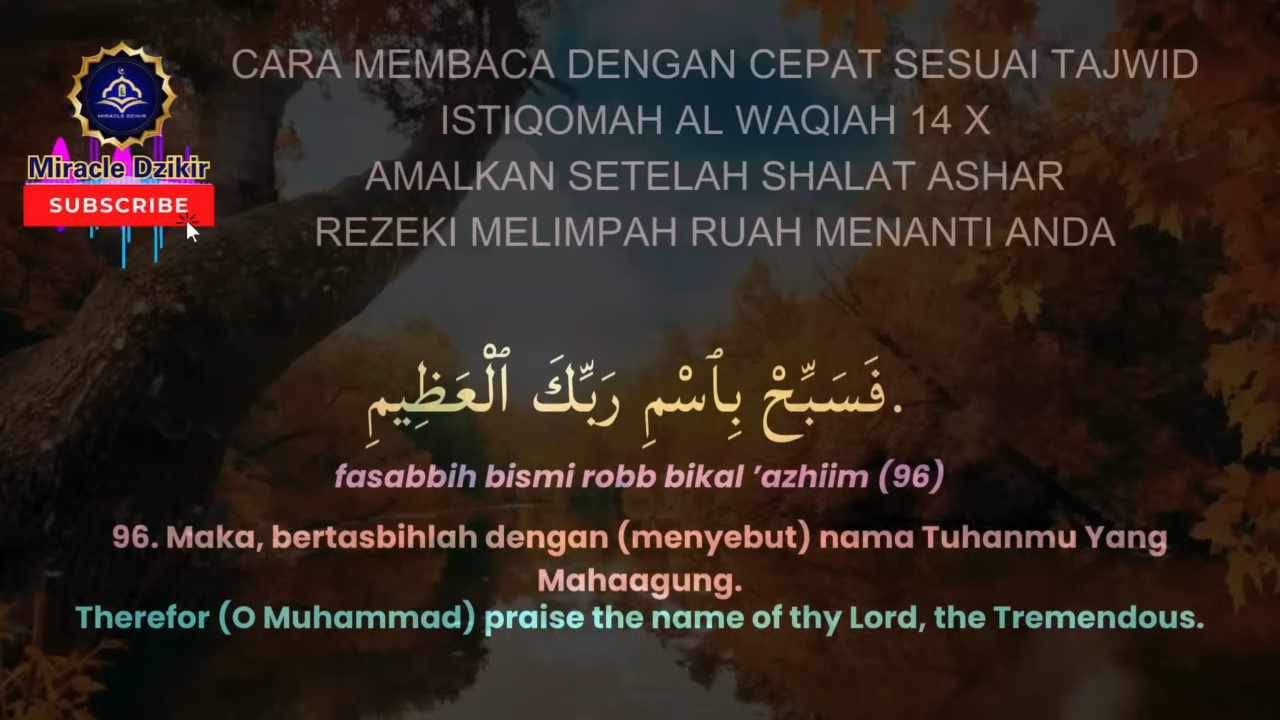 CARA MEMBACA DENGAN CEPAT SESUAI TAJWID
ISTIQOMAH AL WAQIAH 14 X
AMALKAN SETELAH SHALAT ASHAR
REZEKI MELIMPAH RUAH MENANTI ANDA
MIRACLE DZIKIR
Miracle Dzikir
SUBSCRIBE
فَسَبِّحْ بِٱسْمِ رَبِّكَ ٱلْعَظِيمِ.
fasabbih bismi robb bikal ’azhiim (96)
96. Maka, bertasbihlah dengan (menyebut) nama Tuhanmu Yang
Mahaagung.
Therefor (O Muhammad) praise the name of thy Lord, the Tremendous.